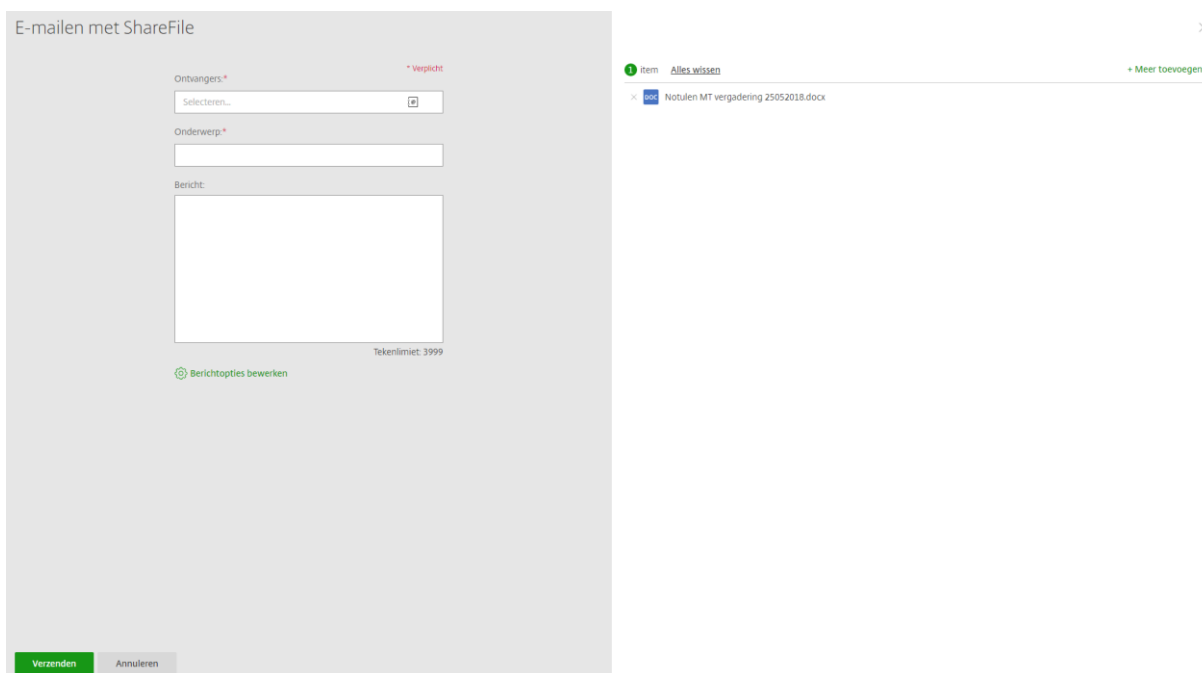 E-mailen met ShareFile
* Verplicht
Ontvangers:*
Selecteren...
Onderwerp:*
Bericht:
Tekenlimiet: 3999
Berichtopties bewerken
Verzenden Annuleren
1 item Alles wissen + Meer toevoegen
× DOC Notulen MT vergadering 25052018.docx